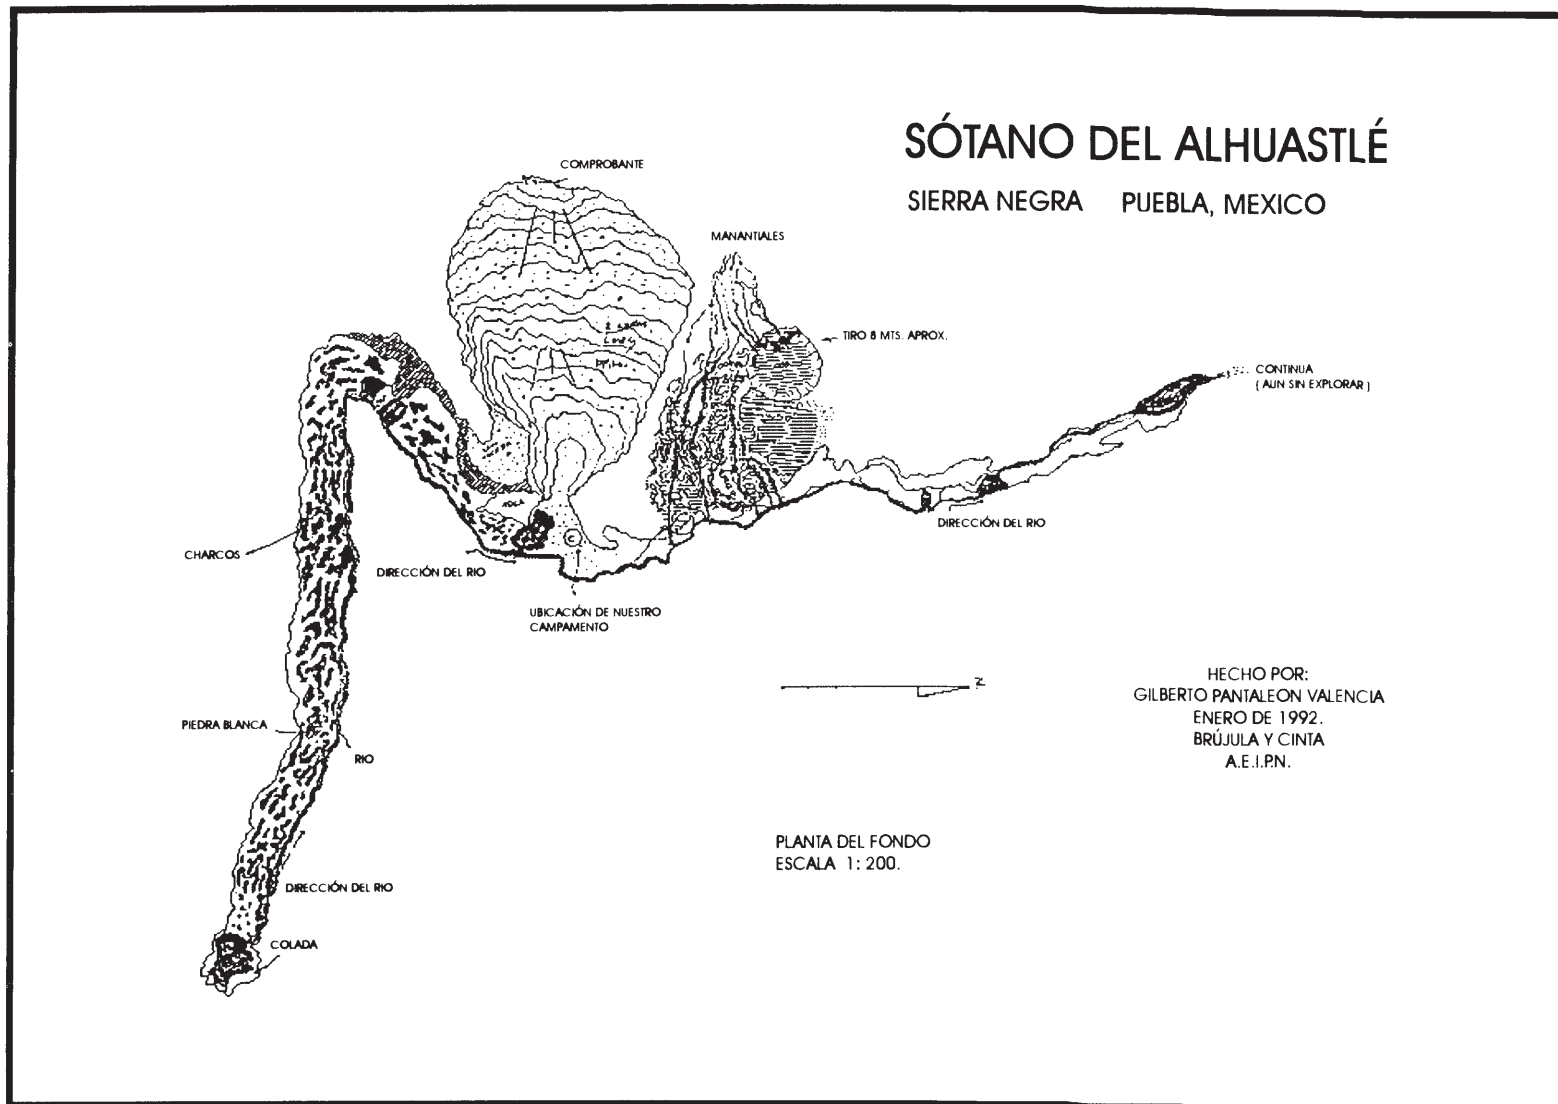 SÓTANO DEL ALHUASTLÉ
SIERRA NEGRA PUEBLA, MEXICO
COMPROBANTE
MANANTIALES
TIRO 8 MTS. APROX.
CONTINUA
( AUN SIN EXPLORAR )
CHARCOS
DIRECCIÓN DEL RIO
C
DIRECCIÓN DEL RIO
UBICACIÓN DE NUESTRO
CAMPAMENTO
Z
HECHO POR:
GILBERTO PANTALEON VALENCIA
ENERO DE 1992.
BRÚJULA Y CINTA
A.E.I.P.N.
PIEDRA BLANCA
RIO
PLANTA DEL FONDO
ESCALA 1: 200.
DIRECCIÓN DEL RIO
COLADA